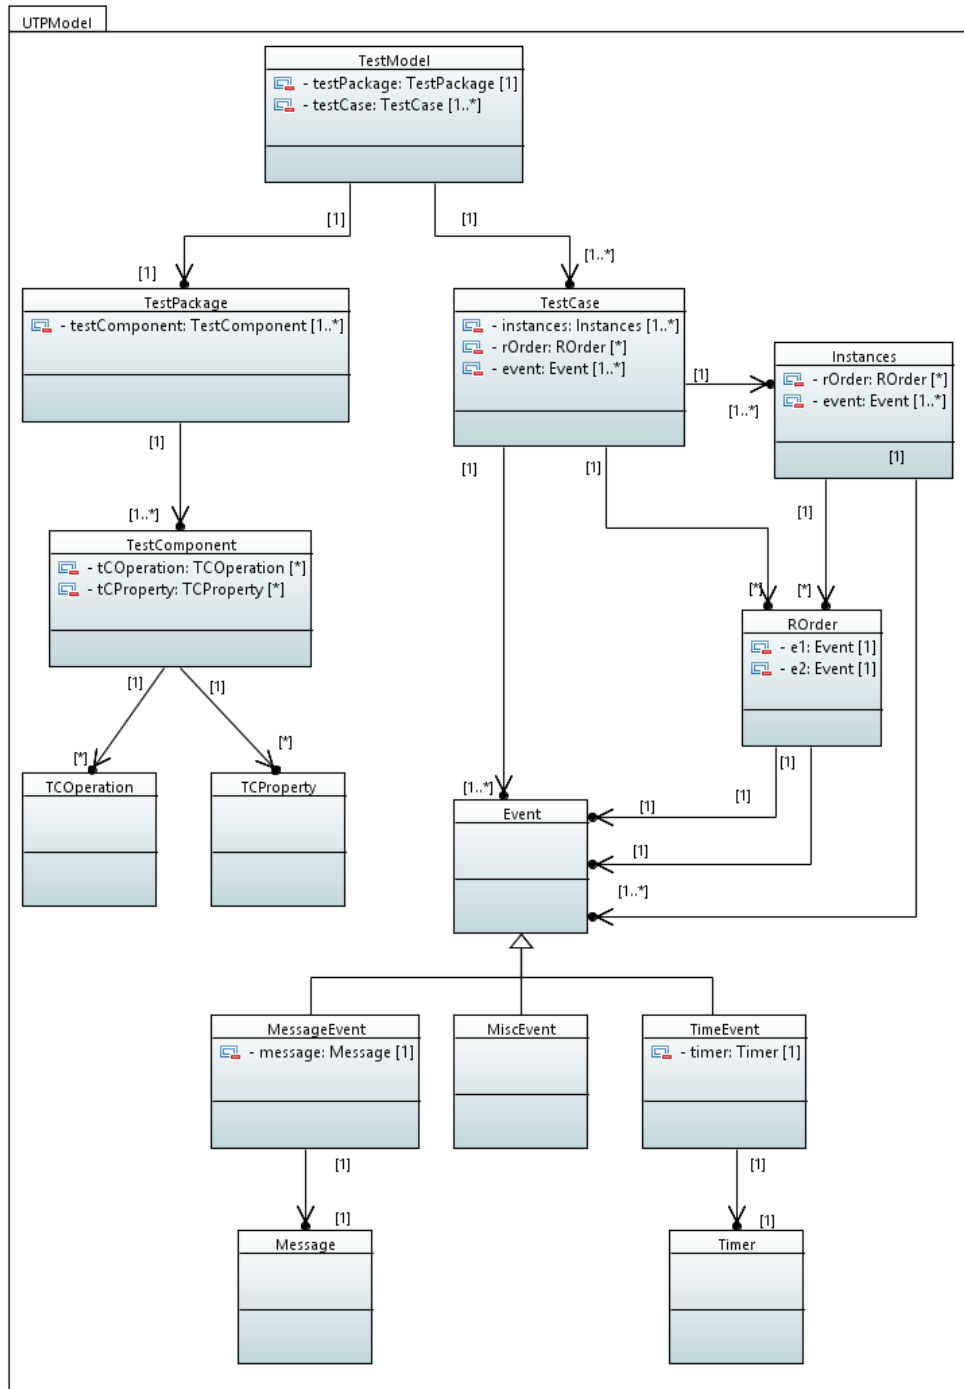 UTPModel
TestModel
- testPackage: TestPackage [1]
- testCase: TestCase [1..*]
[1]
[1]
[1]
[1..*]
TestPackage
- testComponent: TestComponent [1..*]
TestCase
- instances: Instances [1..*]
- rOrder: ROrder [*]
- event: Event [1..*]
[1]
[1..*]
Instances
- rOrder: ROrder [*]
- event: Event [1..*]
[1]
[1]
[1]
[1]
[1]
[1..*]
TestComponent
- tCOperation: TCOperation [*]
- tCProperty: TCProperty [*]
[*]
[*]
ROrder
- e1: Event [1]
- e2: Event [1]
[1]
[1]
[*]
[*]
TCOperation
TCProperty
[1]
[1]
[1..*]
Event
[1]
[1]
[1..*]
MessageEvent
- message: Message [1]
MiscEvent
TimeEvent
- timer: Timer [1]
[1]
[1]
[1]
[1]
Message
Timer